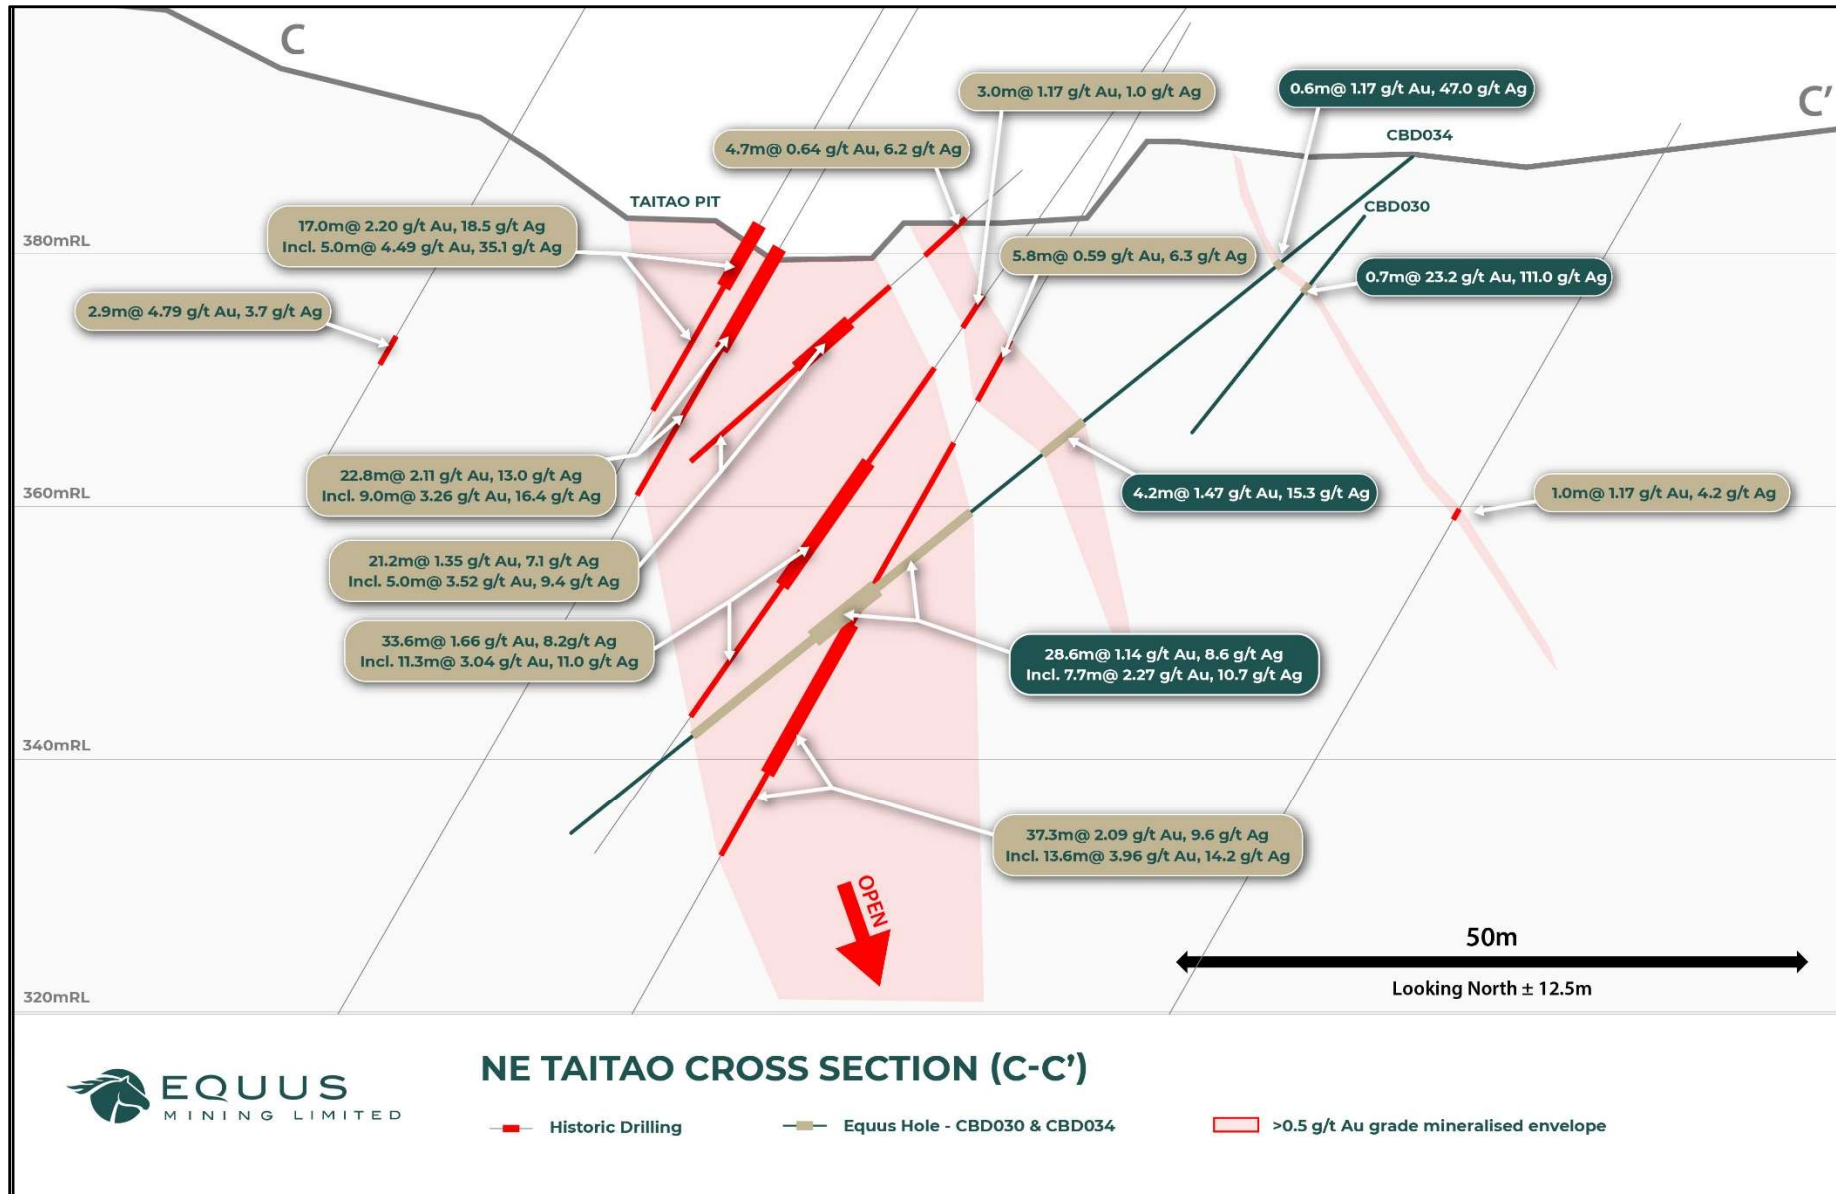 C
C'
3.0m@ 1.17 g/t Au, 1.0 g/t Ag
0.6m@ 1.17 g/t Au, 47.0 g/t Ag
4.7m@ 0.64 g/t Au, 6.2 g/t Ag
CBD034
TAITAO PIT
CBD030
17.0m@ 2.20 g/t Au, 18.5 g/t Ag
Incl. 5.0m@ 4.49 g/t Au, 35.1 g/t Ag
380mRL
5.8m@ 0.59 g/t Au, 6.3 g/t Ag
0.7m@ 23.2 g/t Au, 111.0 g/t Ag
2.9m@ 4.79 g/t Au, 3.7 g/t Ag
22.8m@ 2.11 g/t Au, 13.0 g/t Ag
Incl. 9.0m@ 3.26 g/t Au, 16.4 g/t Ag
360mRL
4.2m@ 1.47 g/t Au, 15.3 g/t Ag
1.0m@ 1.17 g/t Au, 4.2 g/t Ag
21.2m@ 1.35 g/t Au, 7.1 g/t Ag
Incl. 5.0m@ 3.52 g/t Au, 9.4 g/t Ag
33.6m@ 1.66 g/t Au, 8.2g/t Ag
Incl. 11.3m@ 3.04 g/t Au, 11.0 g/t Ag
28.6m@ 1.14 g/t Au, 8.6 g/t Ag
Incl. 7.7m@ 2.27 g/t Au, 10.7 g/t Ag
340mRL
37.3m@ 2.09 g/t Au, 9.6 g/t Ag
Incl. 13.6m@ 3.96 g/t Au, 14.2 g/t Ag
OPEN
50m
Looking North ± 12.5m
320mRL
EQUUS
MINING LIMITED
NE TAITAO CROSS SECTION (C-C')
Historic Drilling
Equus Hole - CBD030 & CBD034
>0.5 g/t Au grade mineralised envelope